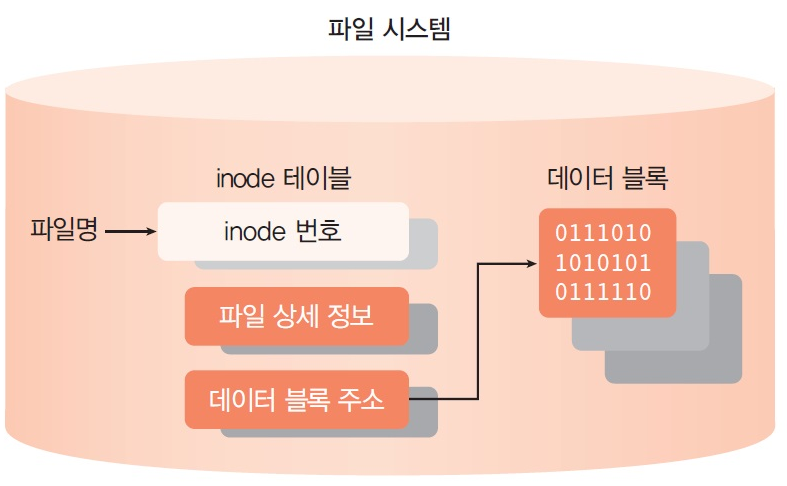 파일 시스템
inode 테이블
데이터 블록
파일명
inode 번호
0111010
1010101
0111110
파일 상세 정보
데이터 블록 주소